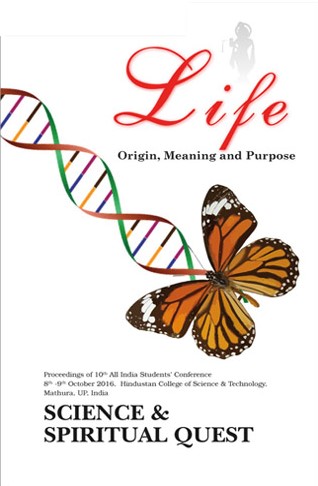 Life
Origin, Meaning and Purpose
Proceedings of 10th All India Students' Conference
8th -9th October 2016, Hindustan College of Science & Technology,
Mathura, UP, India
SCIENCE &
SPIRITUAL QUEST